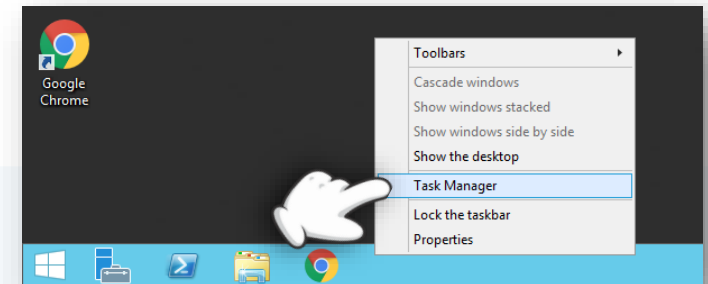 Google
Chrome
Toolbars
Cascade windows
Show windows stacked
Show windows side by side
Show the desktop
Task Manager
Lock the taskbar
Properties